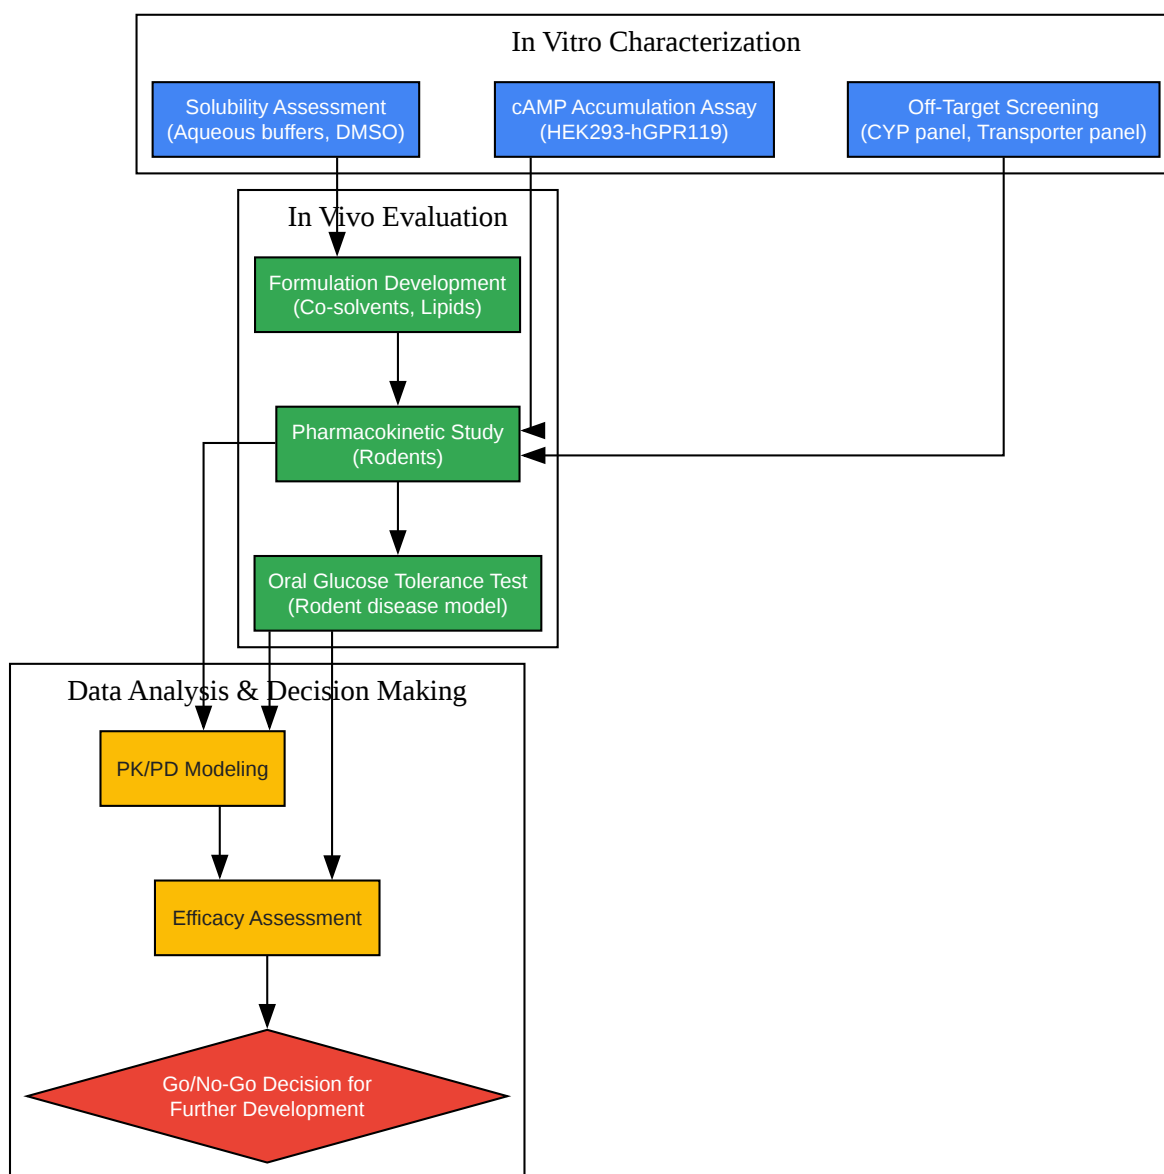 In Vitro Characterization
Solubility Assessment
(Aqueous buffers, DMSO)
cAMP Accumulation Assay
(HEK293-hGPR119)
Off-Target Screening
(CYP panel, Transporter panel)
In Vivo Evaluation
Formulation Development
(Co-solvents, Lipids)
Pharmacokinetic Study
(Rodents)
Oral Glucose Tolerance Test
(Rodent disease model)
Data Analysis & Decision Making
PK/PD Modeling
Efficacy Assessment
Go/No-Go Decision for
Further Development